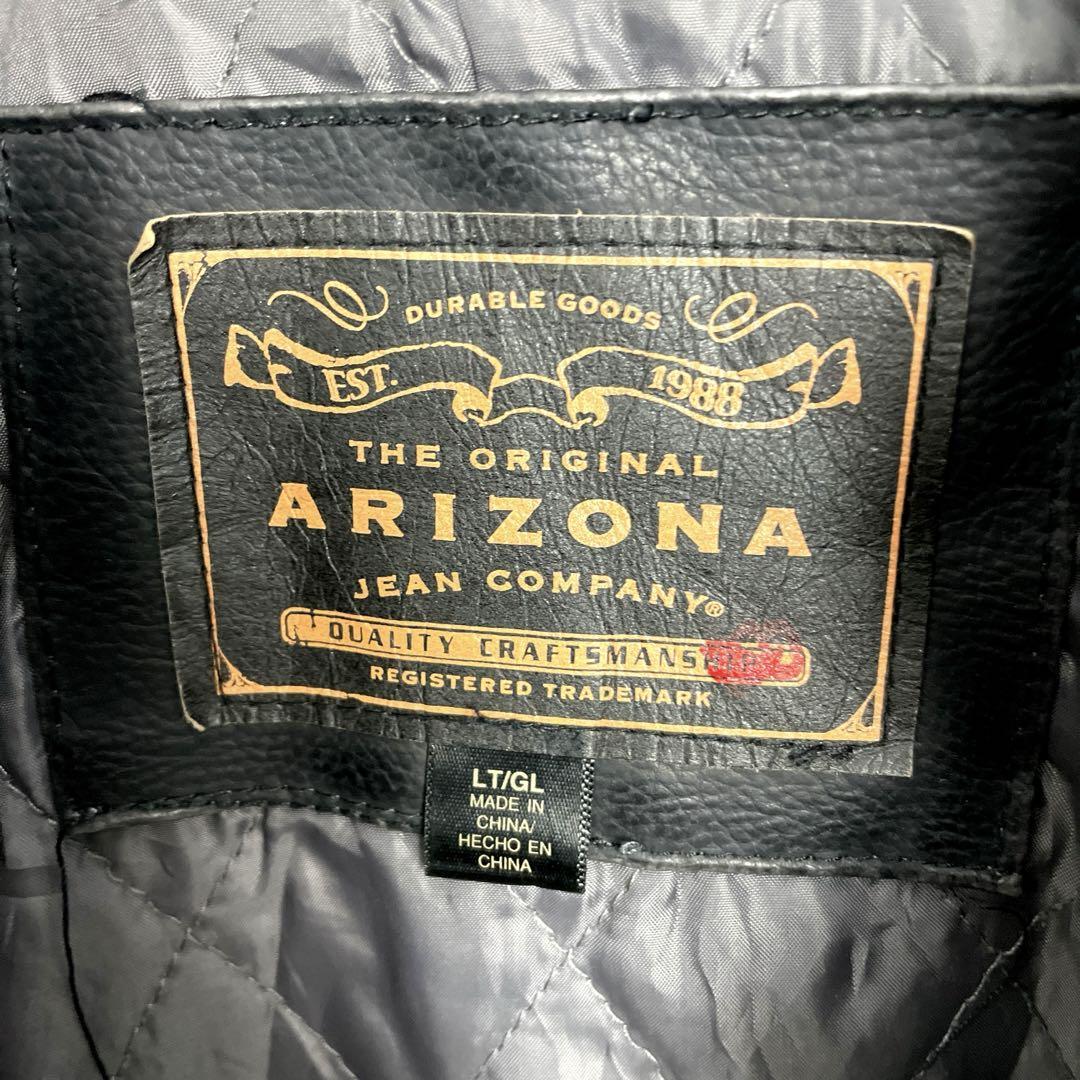 DURABLE GOODS
EST. 1988
THE ORIGINAL
ARIZONA
JEAN COMPANY®
QUALITY CRAFTSMANSHIP
REGISTERED TRADEMARK
LT/GL
MADE IN
CHINA/
HECHO EN
CHINA